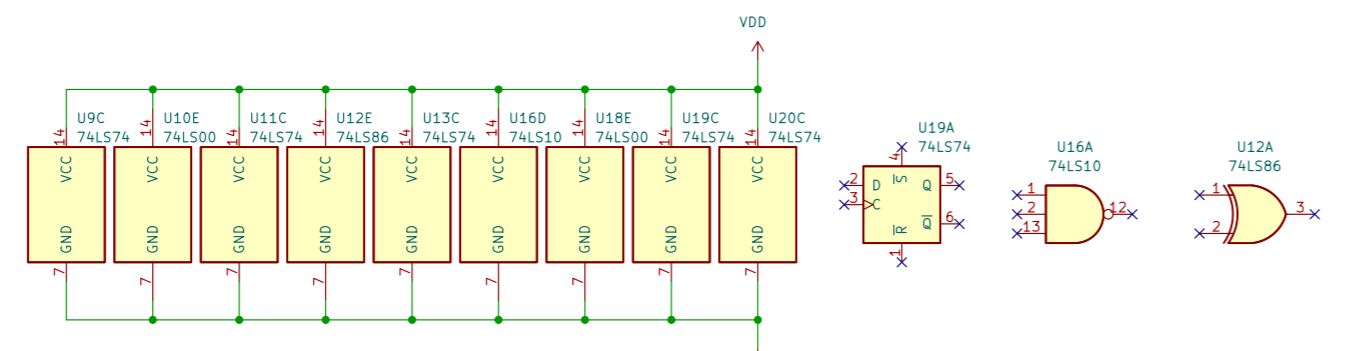 VDD
U9C U10E U11C U12E U13C U16D U18E U19C U20C
74LS74 74LS00 74LS74 74LS86 74LS74 74LS10 74LS00 74LS74 74LS74
14 14 14 14 14 14 14 14 14
VCC VCC VCC VCC VCC VCC VCC VCC VCC
GND GND GND GND GND GND GND GND GND
7 7 7 7 7 7 7 7 7
U19A
74LS74
4
S
2 D Q 5
3 C
Q 6
R
1
U16A
74LS10
1
2 12
13
U12A
74LS86
1
3
2